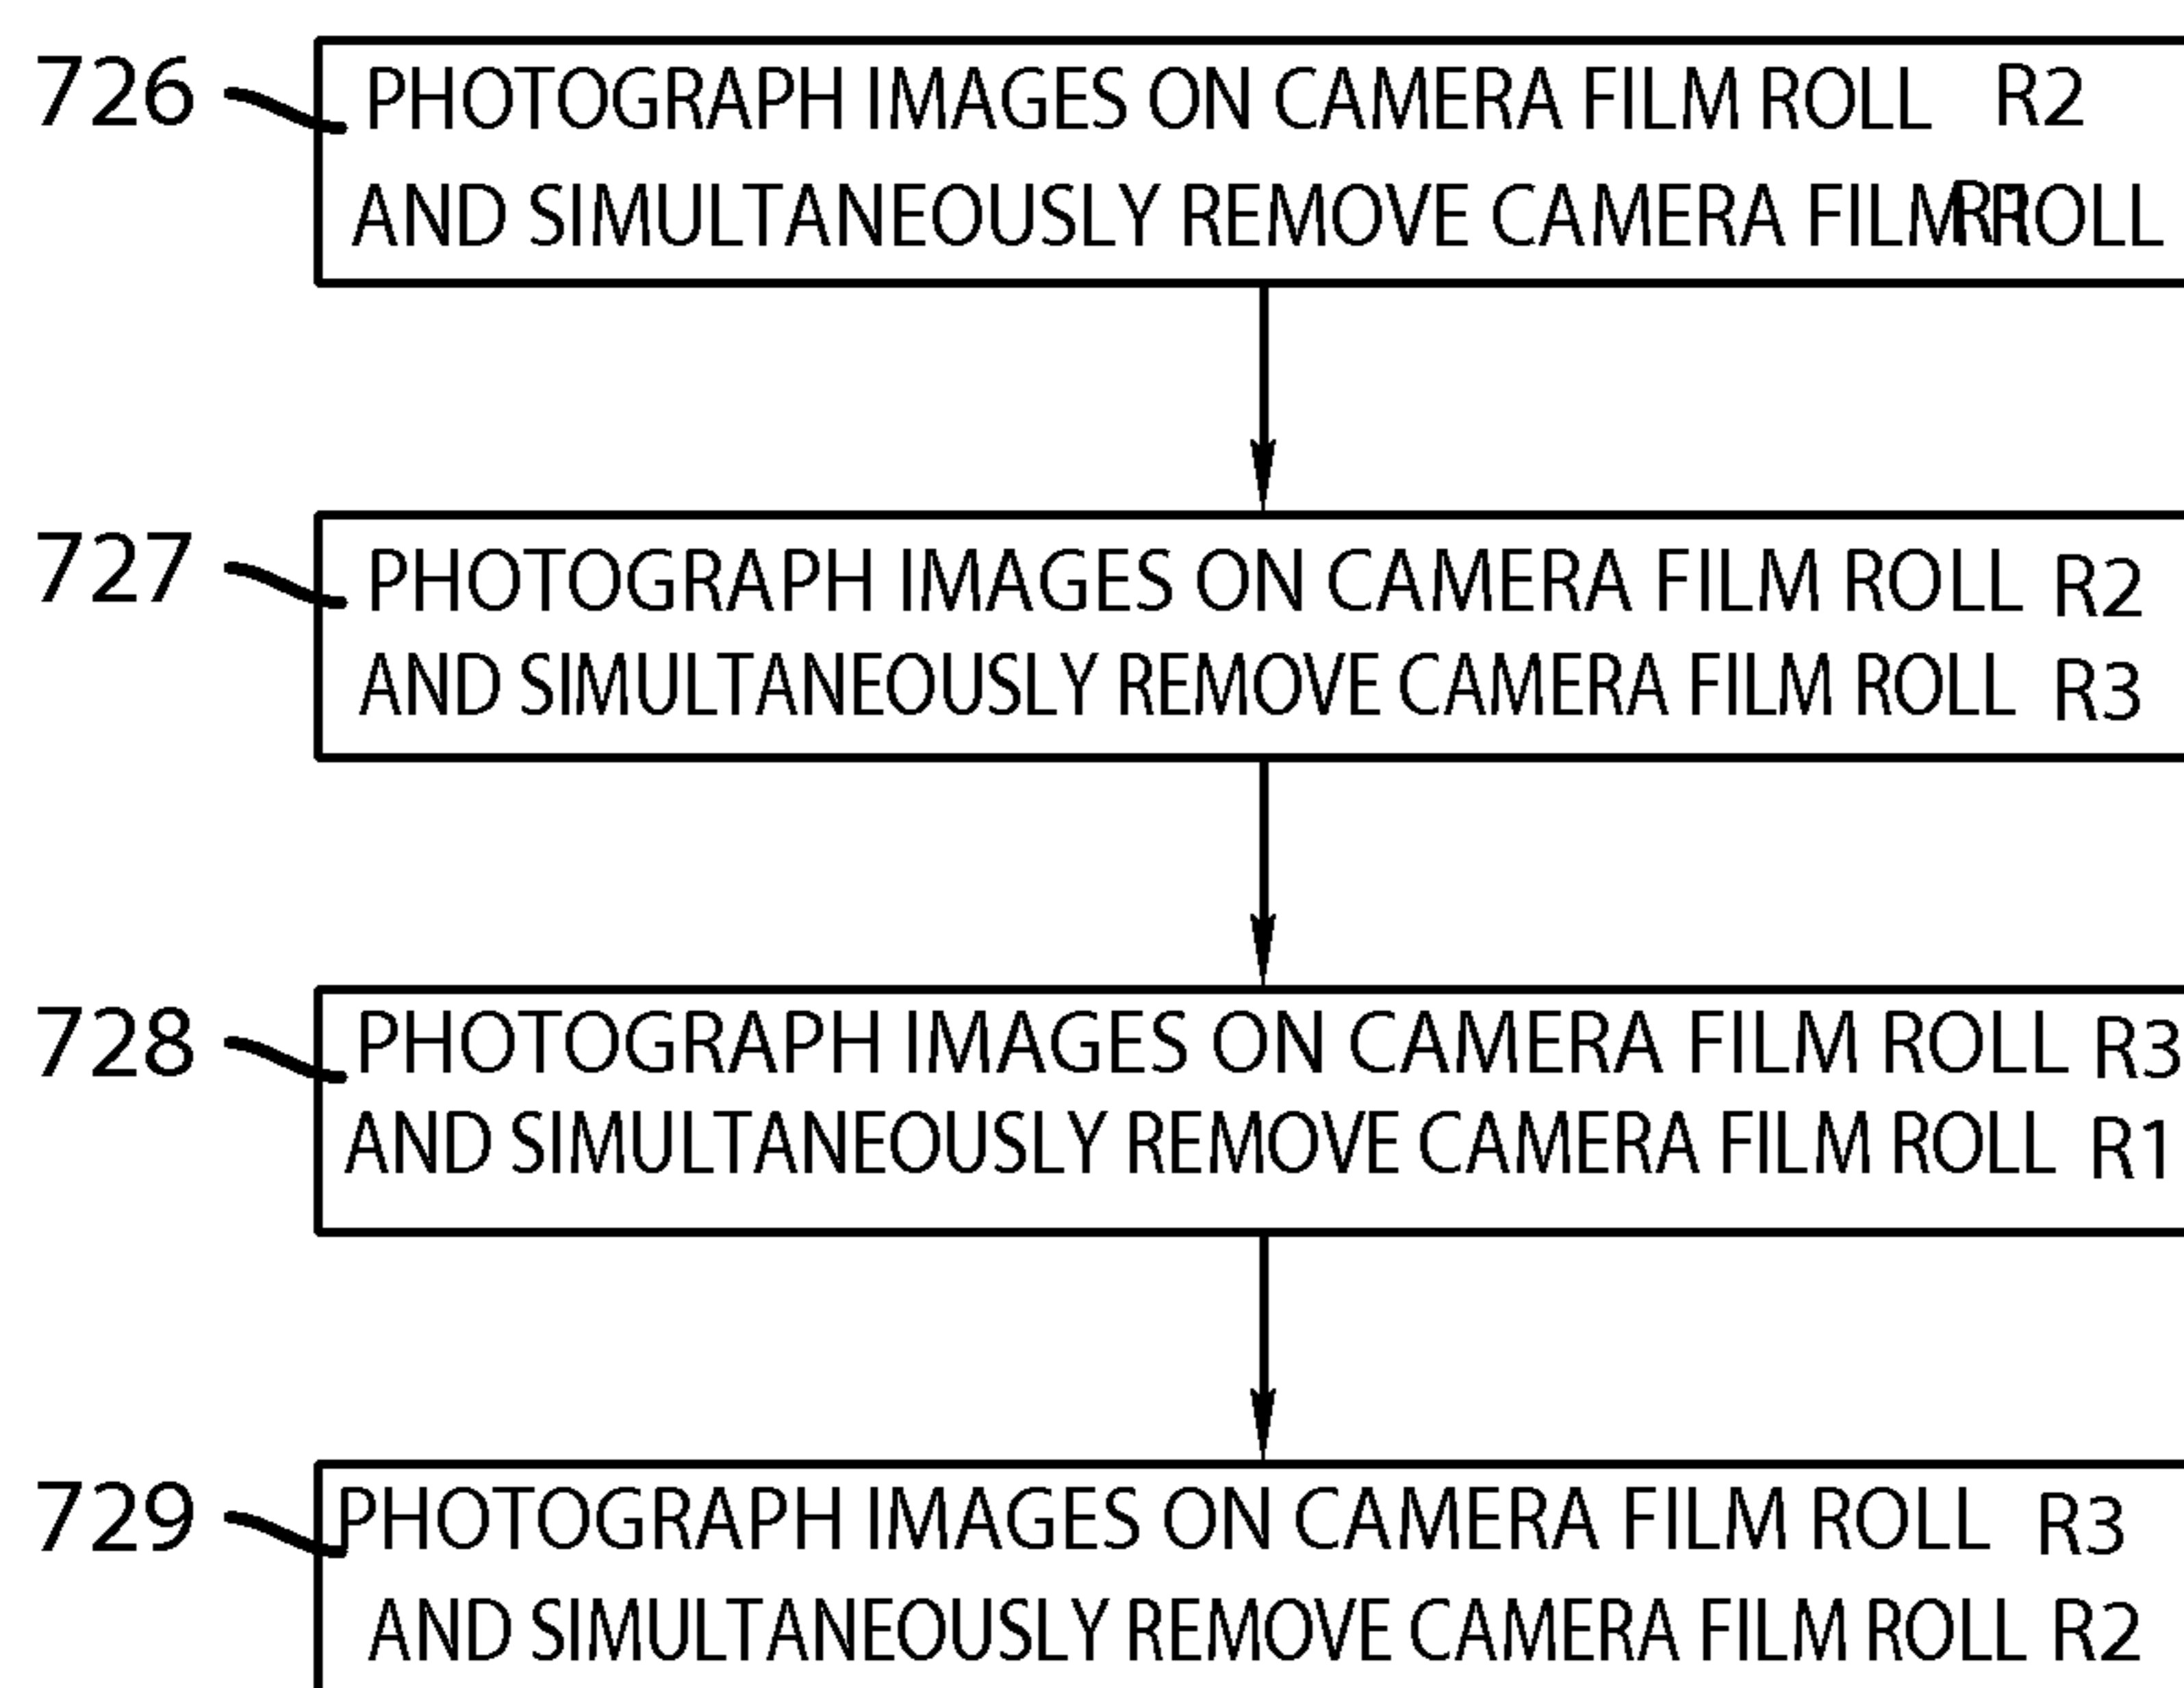 726 PHOTOGRAPH IMAGES ON CAMERA FILM ROLL R2
AND SIMULTANEOUSLY REMOVE CAMERA FILM ROLL R1
727 PHOTOGRAPH IMAGES ON CAMERA FILM ROLL R2
AND SIMULTANEOUSLY REMOVE CAMERA FILM ROLL R3
728 PHOTOGRAPH IMAGES ON CAMERA FILM ROLL R3
AND SIMULTANEOUSLY REMOVE CAMERA FILM ROLL R1
729 PHOTOGRAPH IMAGES ON CAMERA FILM ROLL R3
AND SIMULTANEOUSLY REMOVE CAMERA FILM ROLL R2